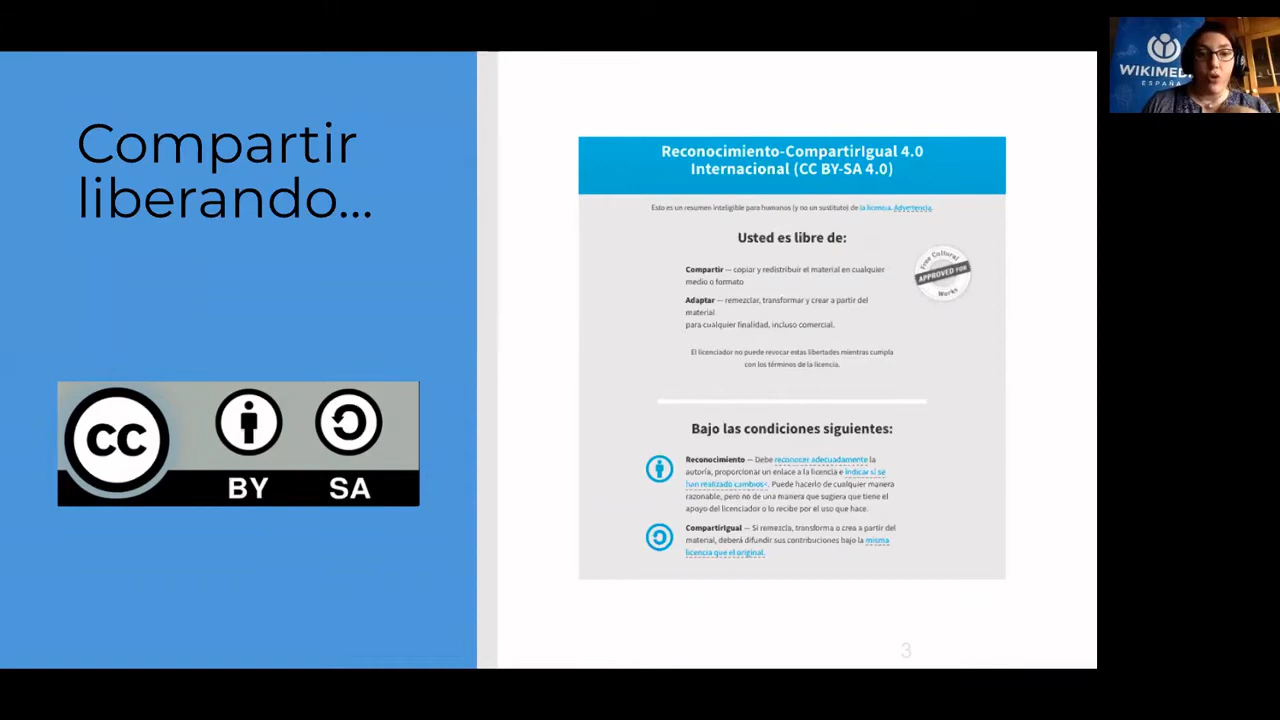 Compartir
liberando...
CC
BY SA
Reconocimiento-CompartirIgual 4.0
Internacional (CC BY-SA 4.0)
Esto es un resumen inteligible para humanos (y no un sustituto) de la licencia. Advertencia.
Usted es libre de:
Compartir — copiar y redistribuir el material en cualquier
medio o formato
Adaptar — remezclar, transformar y crear a partir del
material
para cualquier finalidad, incluso comercial.
Free Cultural
APPROVED FOR
Works
El licenciador no puede revocar estas libertades mientras cumpla
con los términos de la licencia.
Bajo las condiciones siguientes:
Reconocimiento — Debe reconocer adecuadamente la
autoría, proporcionar un enlace a la licencia e indicar si se
han realizado cambios<. Puede hacerlo de cualquier manera
razonable, pero no de una manera que sugiera que tiene el
apoyo del licenciador o lo recibe por el uso que hace.
CompartirIgual — Si remezcla, transforma o crea a partir del
material, deberá difundir sus contribuciones bajo la misma
licencia que el original.
3
ESPAÑA